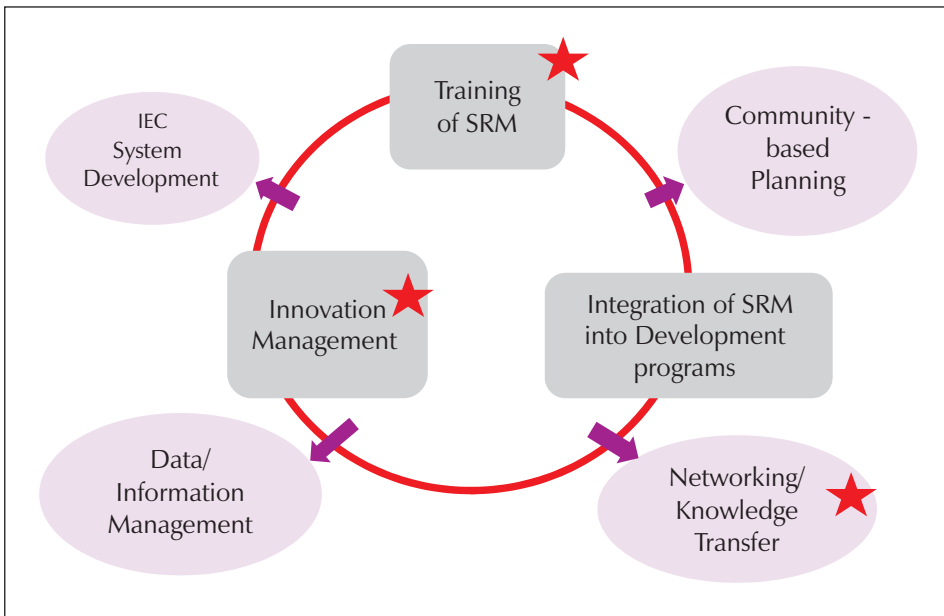 Training
of SRM
IEC
System
Development
Community -
based
Planning
Innovation
Management
Integration of SRM
into Development
programs
Data/
Information
Management
Networking/
Knowledge
Transfer